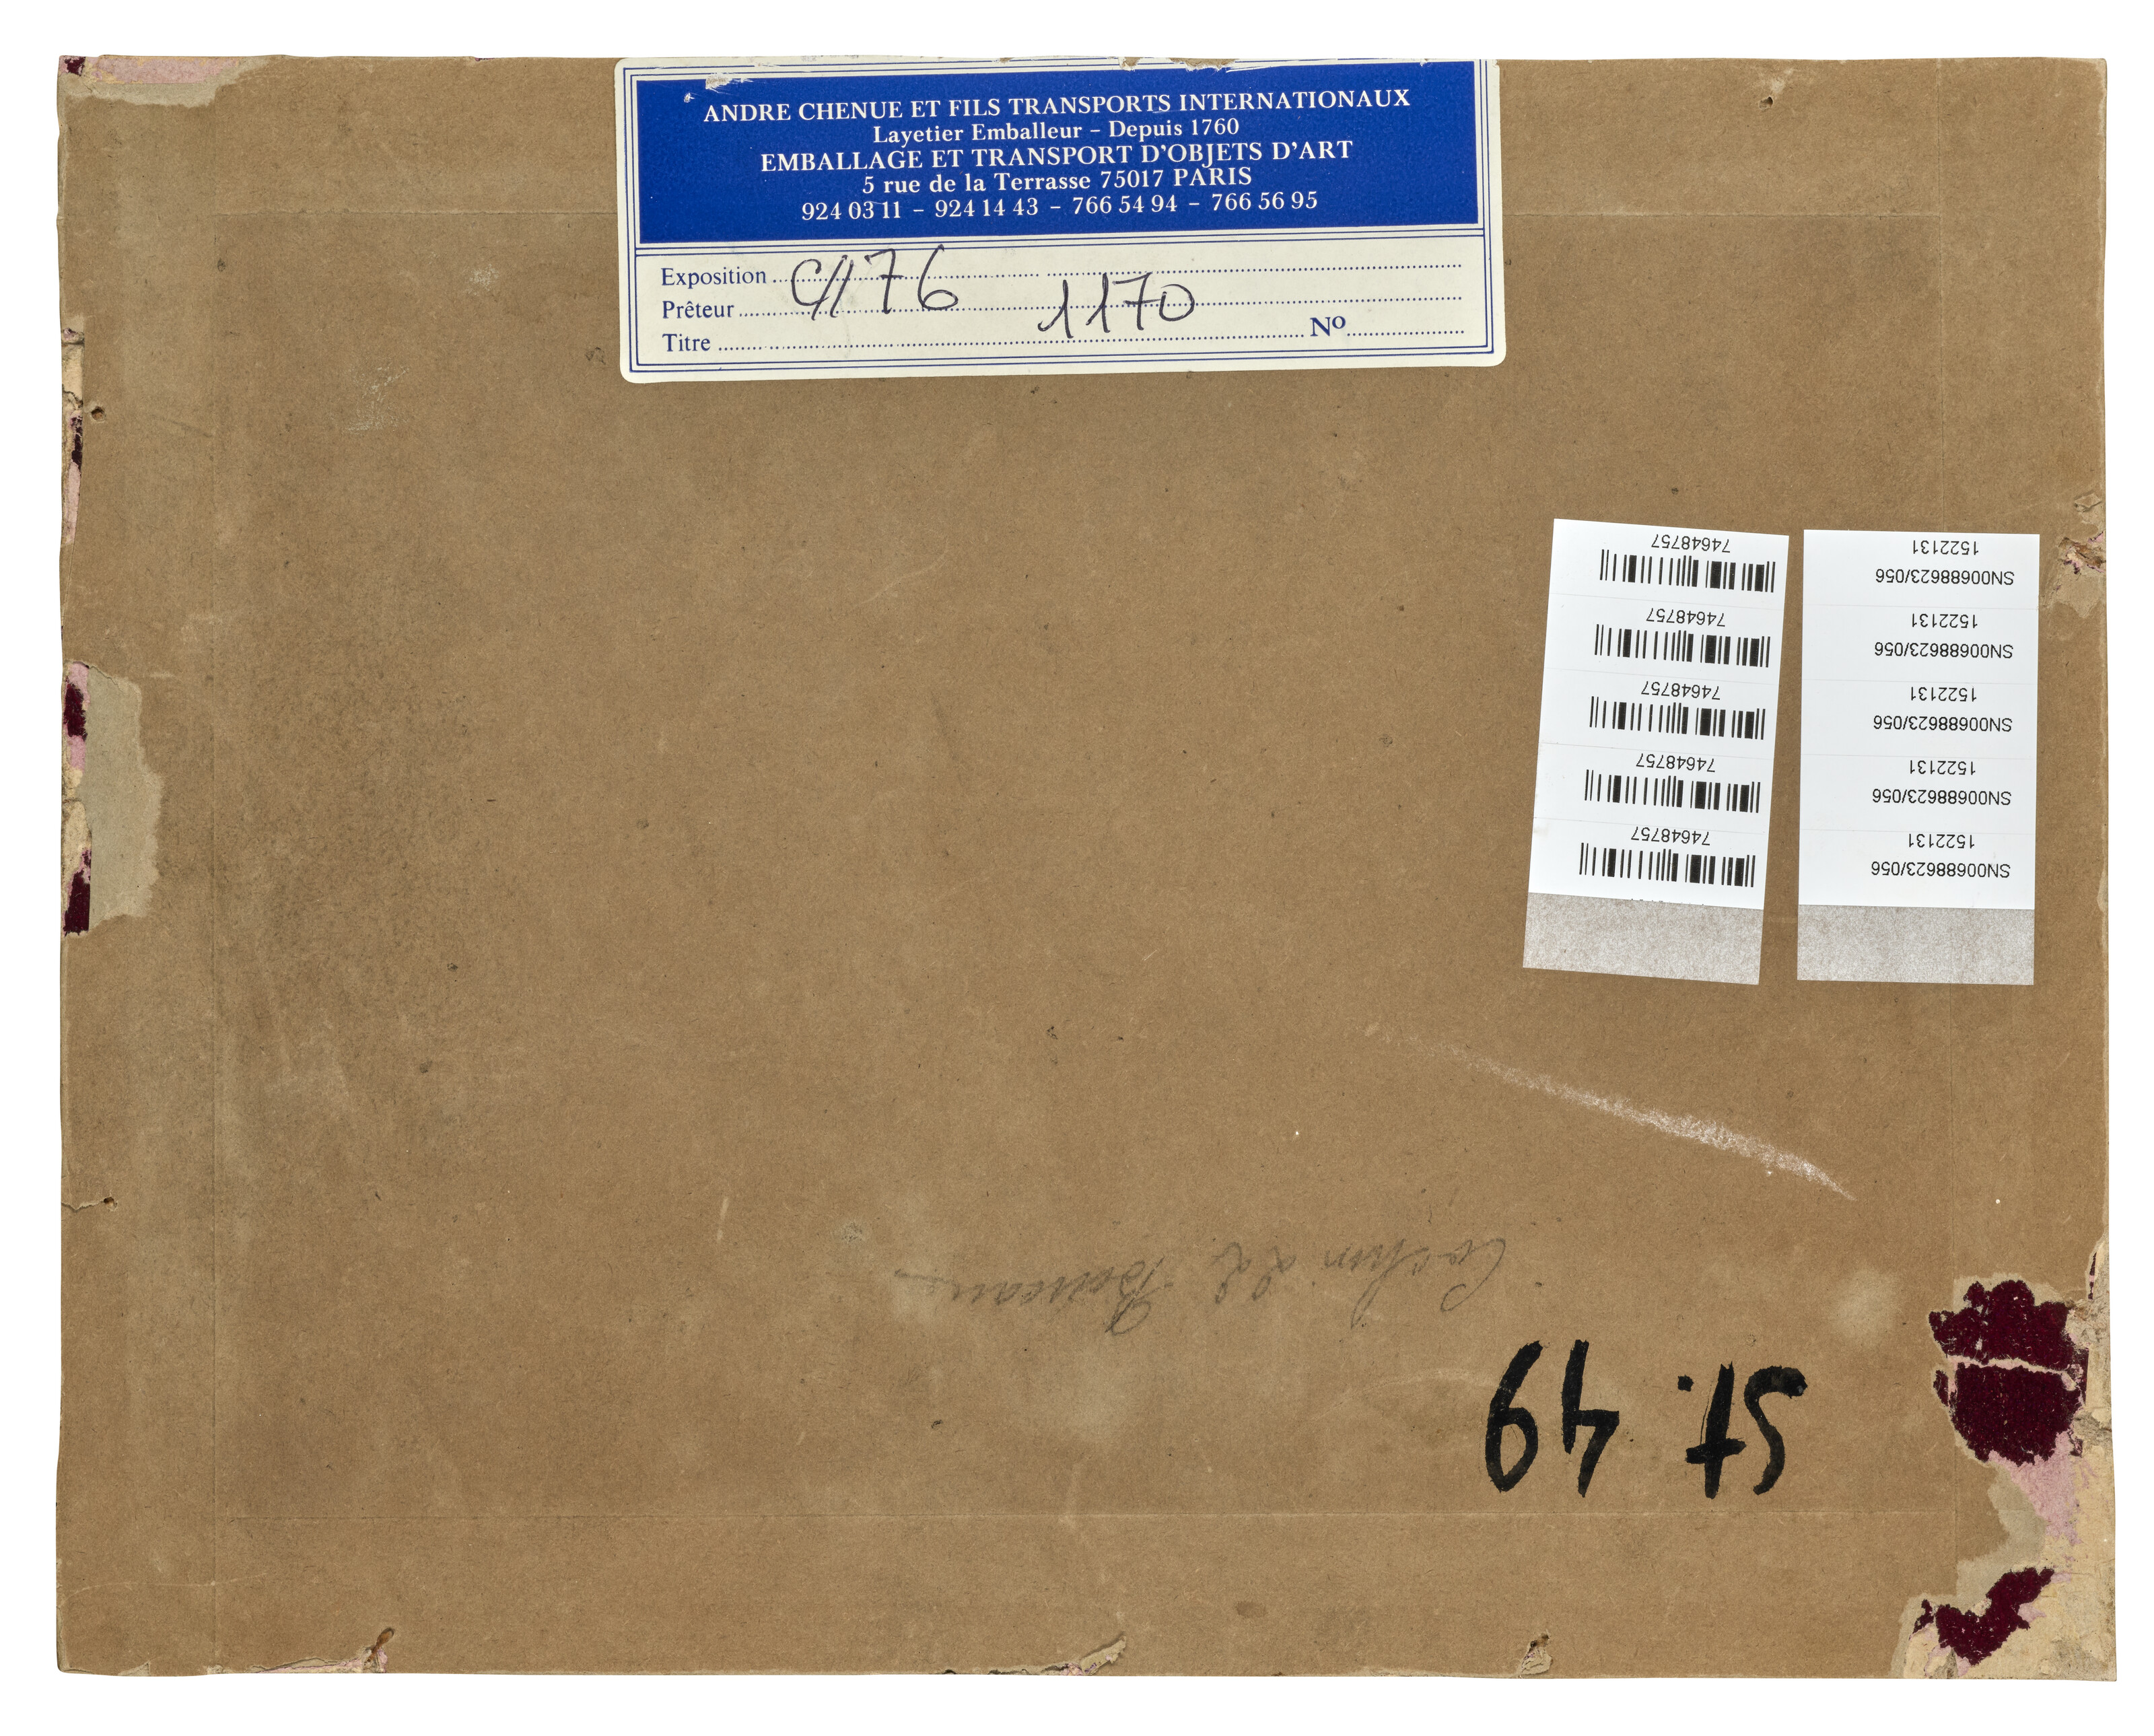 ANDRE CHENUE ET FILS TRANSPORTS INTERNATIONAUX
Layetier Emballeur – Depuis 1760
EMBALLAGE ET TRANSPORT D'OBJETS D'ART
5 rue de la Terrasse 75017 PARIS
924 03 11 – 924 14 43 – 766 54 94 – 766 56 95
Exposition
Prêteur
Titre
Nº
1170
74648757
74648757
74648757
74648757
74648757
1522131
SN00688623/056
1522131
SN00688623/056
1522131
SN00688623/056
1522131
SN00688623/056
1522131
SN00688623/056
ST. 49